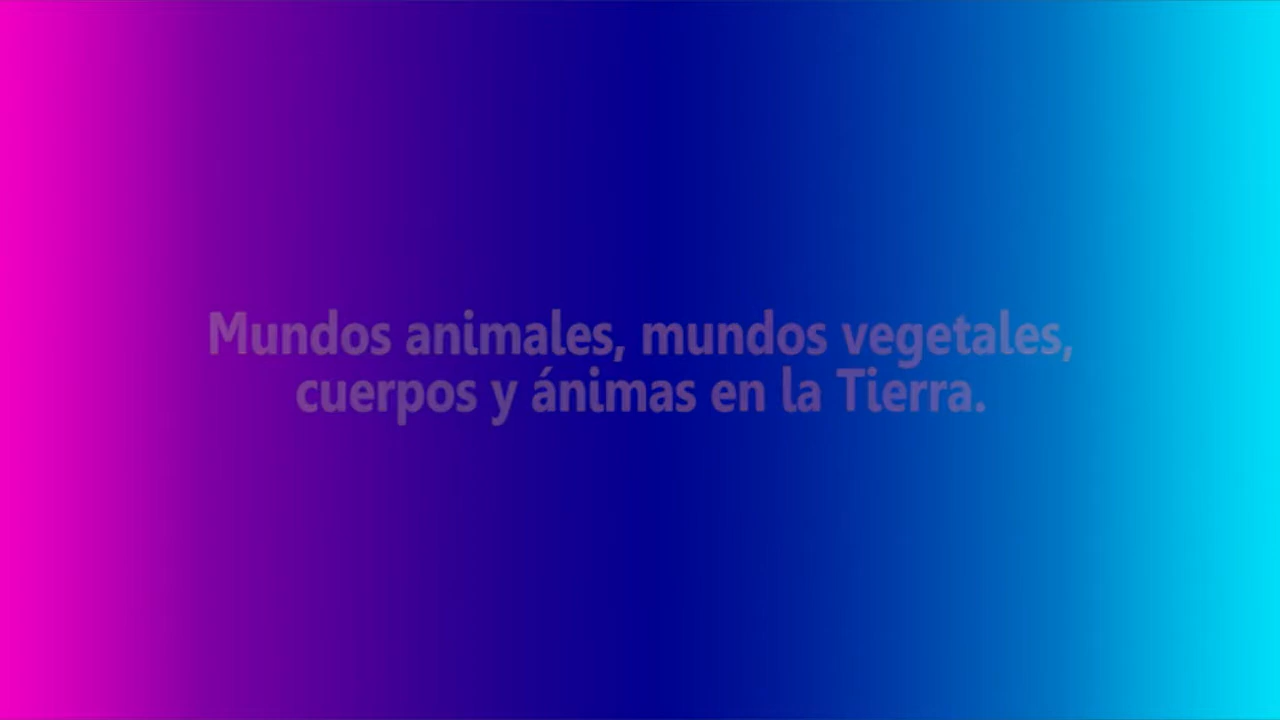 Mundos animales, mundos vegetales,
cuerpos y ánimas en la Tierra.